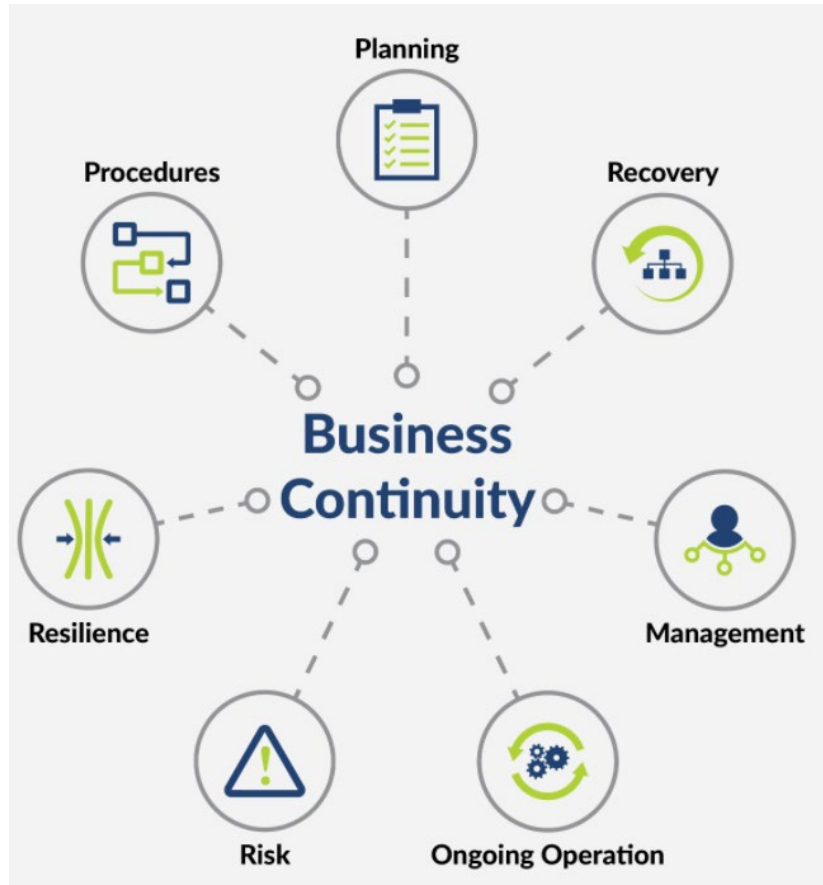 Planning
Procedures
Recovery
Business
Continuity
Resilience
Management
Risk
Ongoing Operation